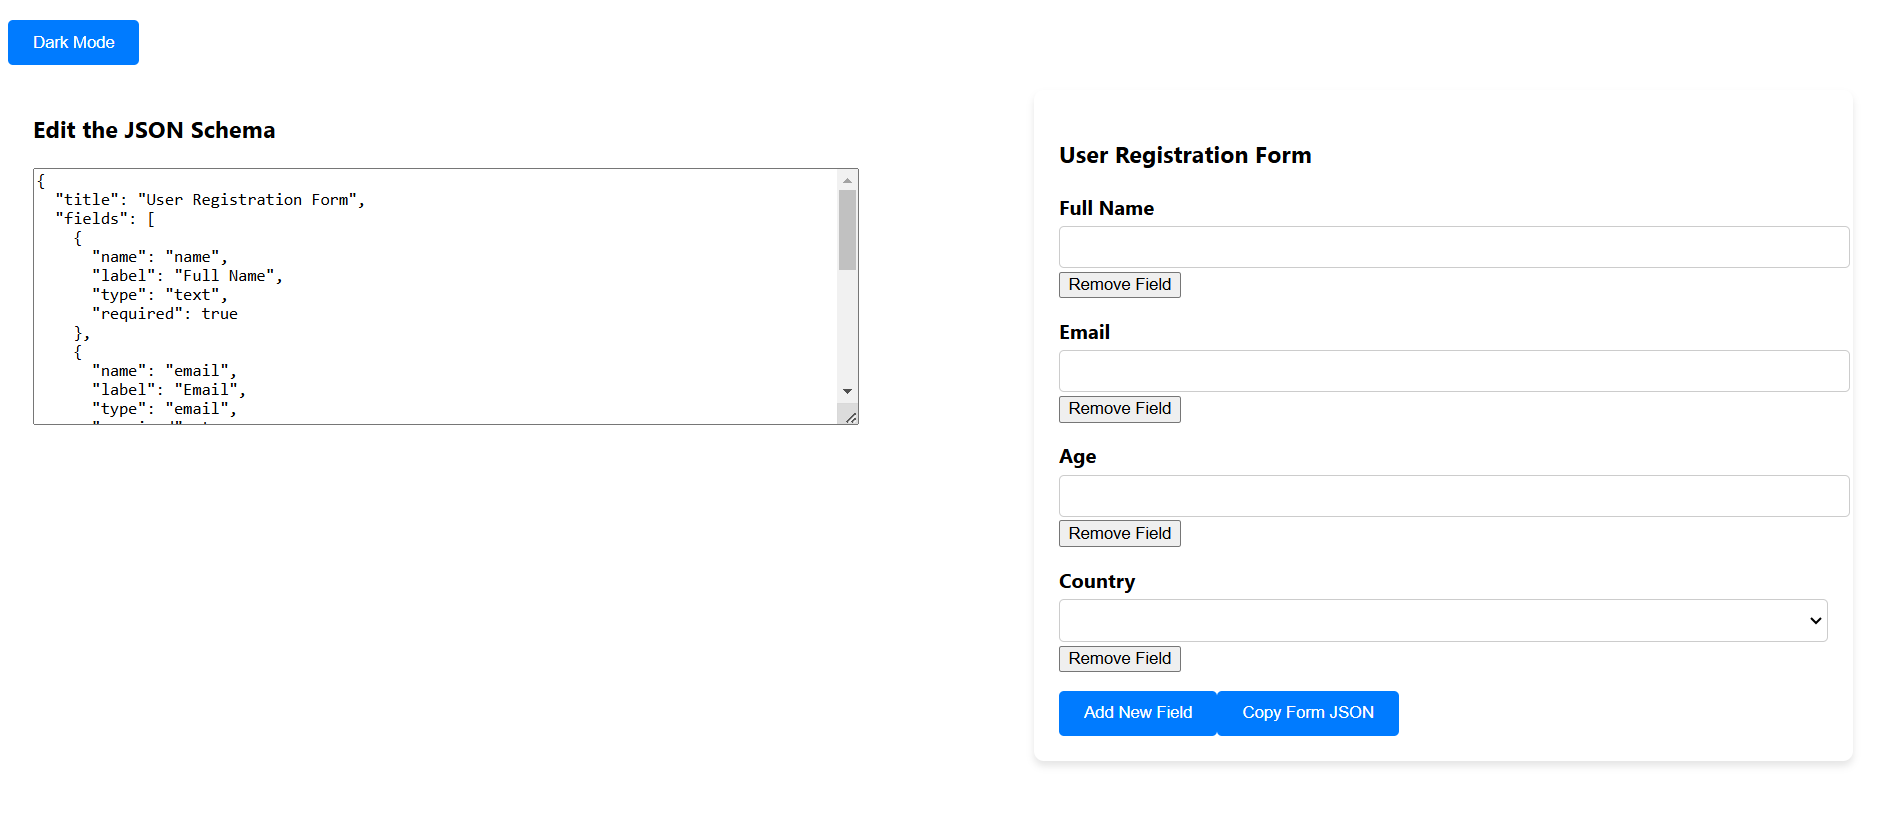 Dark Mode
Edit the JSON Schema
{
  "title": "User Registration Form",
  "fields": [
    {
      "name": "name",
      "label": "Full Name",
      "type": "text",
      "required": true
    },
    {
      "name": "email",
      "label": "Email",
      "type": "email",
User Registration Form
Full Name
Remove Field
Email
Remove Field
Age
Remove Field
Country
Remove Field
Add New Field
Copy Form JSON